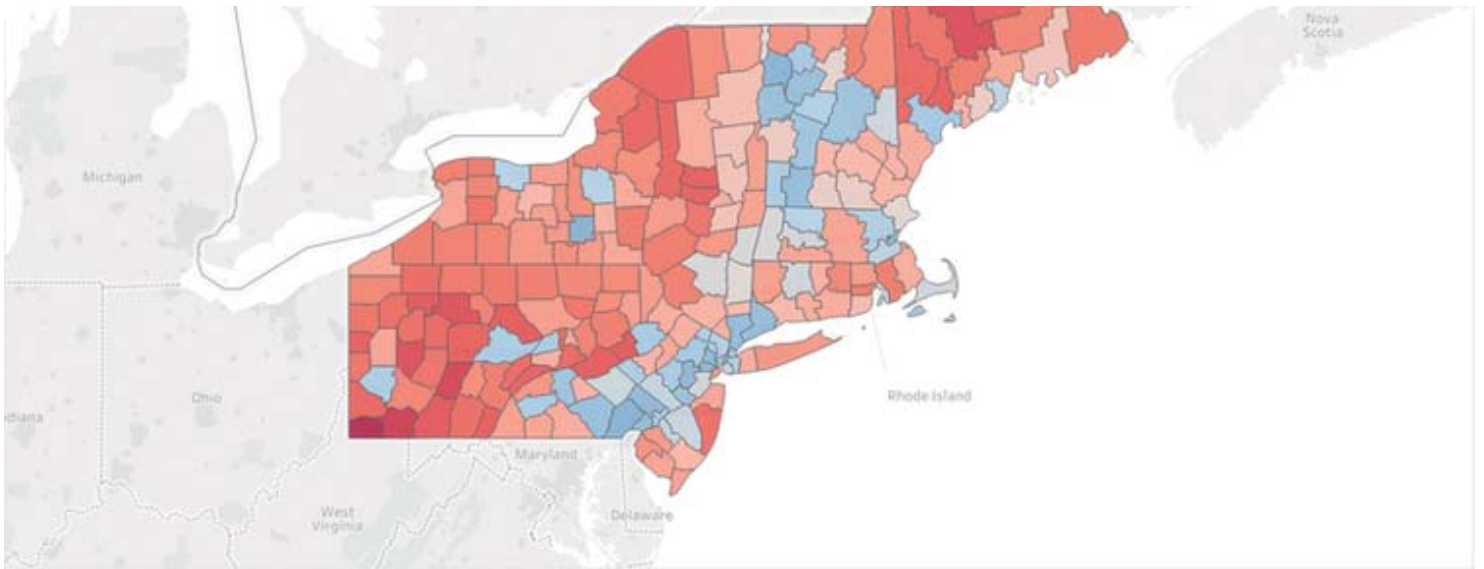 Nova
Scotia
Michigan
Ohio
diana
Rhode Island
Maryland
West
Virginia
Delaware